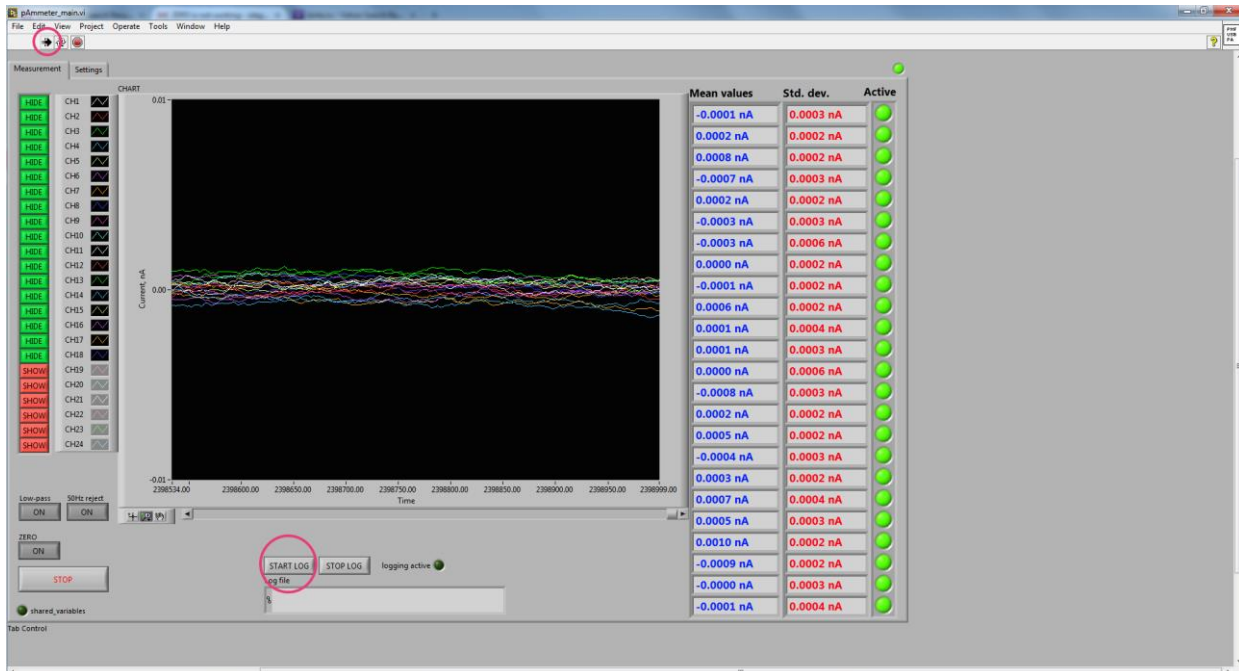 pAmmeter_main.vi
File Edit View Project Operate Tools Window Help
Measurement Settings
CHART
HIDE CH1
HIDE CH2
HIDE CH3
HIDE CH4
HIDE CH5
HIDE CH6
HIDE CH7
HIDE CH8
HIDE CH9
HIDE CH10
HIDE CH11
HIDE CH12
HIDE CH13
HIDE CH14
HIDE CH15
HIDE CH16
HIDE CH17
HIDE CH18
SHOW CH19
SHOW CH20
SHOW CH21
SHOW CH22
SHOW CH23
SHOW CH24
0.01
0.00
-0.01
Current, nA
2398534.00 2398600.00 2398650.00 2398700.00 2398750.00 2398800.00 2398850.00 2398900.00 2398950.00 2398999.00
Time
Mean values Std. dev. Active
-0.0001 nA 0.0003 nA
0.0002 nA 0.0002 nA
0.0008 nA 0.0002 nA
-0.0007 nA 0.0003 nA
0.0002 nA 0.0002 nA
-0.0003 nA 0.0003 nA
-0.0003 nA 0.0006 nA
0.0000 nA 0.0002 nA
-0.0001 nA 0.0002 nA
0.0006 nA 0.0002 nA
0.0001 nA 0.0004 nA
0.0001 nA 0.0003 nA
0.0000 nA 0.0006 nA
-0.0008 nA 0.0003 nA
0.0002 nA 0.0002 nA
0.0005 nA 0.0002 nA
-0.0004 nA 0.0003 nA
0.0003 nA 0.0002 nA
0.0007 nA 0.0004 nA
0.0005 nA 0.0003 nA
0.0010 nA 0.0002 nA
-0.0009 nA 0.0002 nA
-0.0000 nA 0.0003 nA
-0.0001 nA 0.0004 nA
Low-pass 50Hz reject
ON ON
ZERO
ON
STOP
shared_variables
START LOG STOP LOG logging active
log file
Tab Control